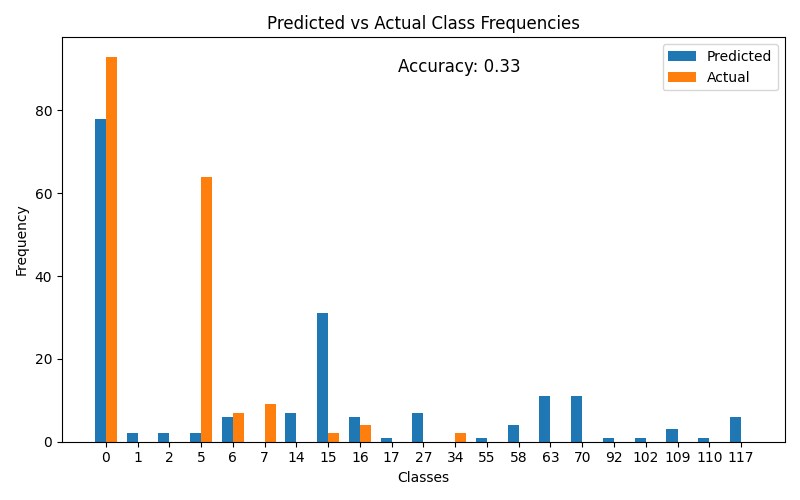 Predicted vs Actual Class Frequencies
Accuracy: 0.33
Predicted
Actual
Frequency
80
60
40
20
0
0 1 2 5 6 7 14 15 16 17 27 34 55 58 63 70 92 102 109 110 117
Classes